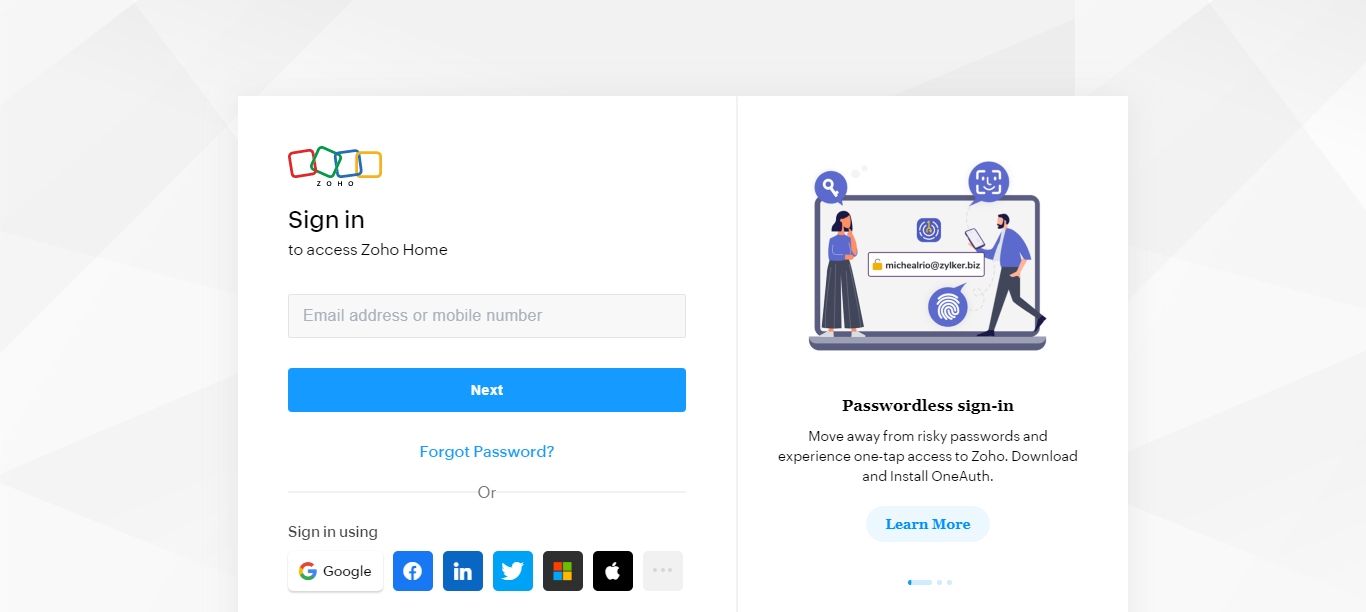 ZOHO
Sign in
to access Zoho Home
Email address or mobile number
Next
Forgot Password?
Or
Sign in using
Google
michealrio@zylker.biz
Passwordless sign-in
Move away from risky passwords and
experience one-tap access to Zoho. Download
and Install OneAuth.
Learn More